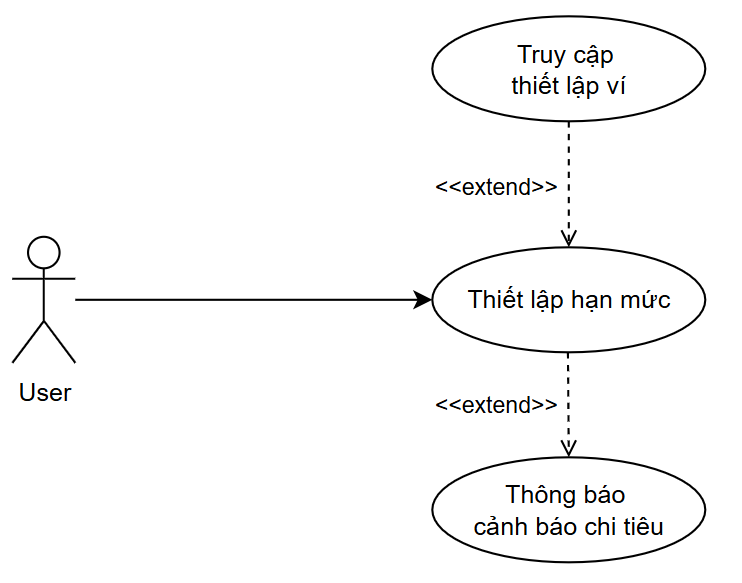 Truy cập
thiết lập ví
<<extend>>
Thiết lập hạn mức
User
<<extend>>
Thông báo
cảnh báo chi tiêu